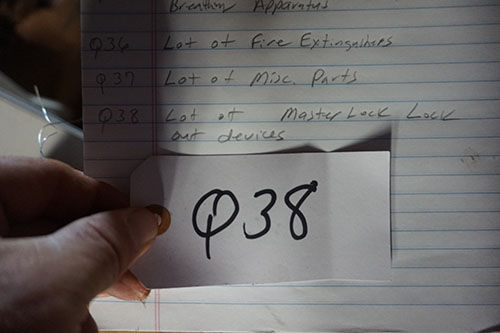 Breathing Apparatus
Q36 Lot of Fire Extinguishers
Q37 Lot of Misc. Parts
Q38 Lot of Master Lock Lock
out devices
Q38